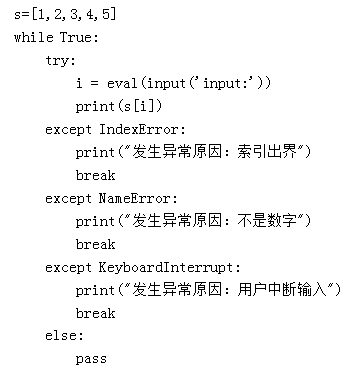 s=[1,2,3,4,5]
while True:
    try:
        i = eval(input('input:'))
        print(s[i])
    except IndexError:
        print("发生异常原因：索引出界")
        break
    except NameError:
        print("发生异常原因：不是数字")
        break
    except KeyboardInterrupt:
        print("发生异常原因：用户中断输入")
        break
    else:
        pass